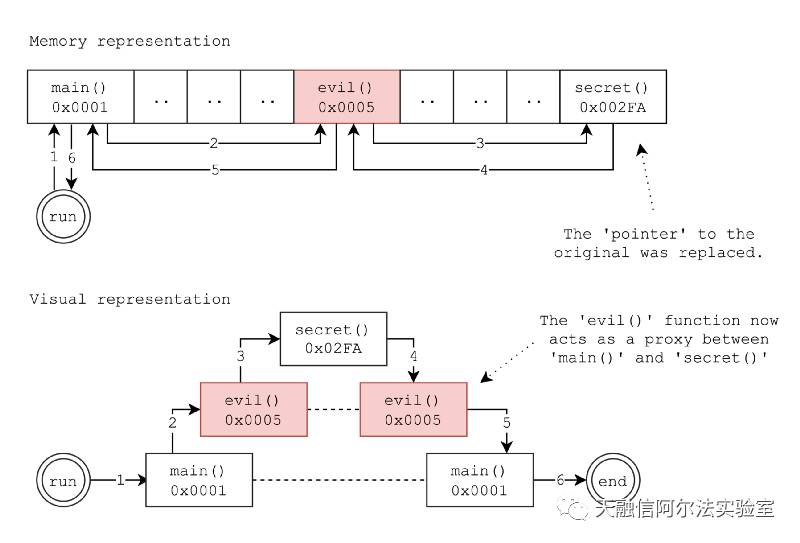 Memory representation
main()
0x0001
..
..
..
evil()
0x0005
..
..
..
secret()
0x002FA
2
3
5
4
1
6
run
The 'pointer' to the
original was replaced.
Visual representation
The 'evil()' function now
acts as a proxy between
'main()' and 'secret()'
secret()
0x02FA
3
4
evil()
0x0005
evil()
0x0005
2
5
run
1
main()
0x0001
main()
0x0001
6
end
天融信阿尔法实验室